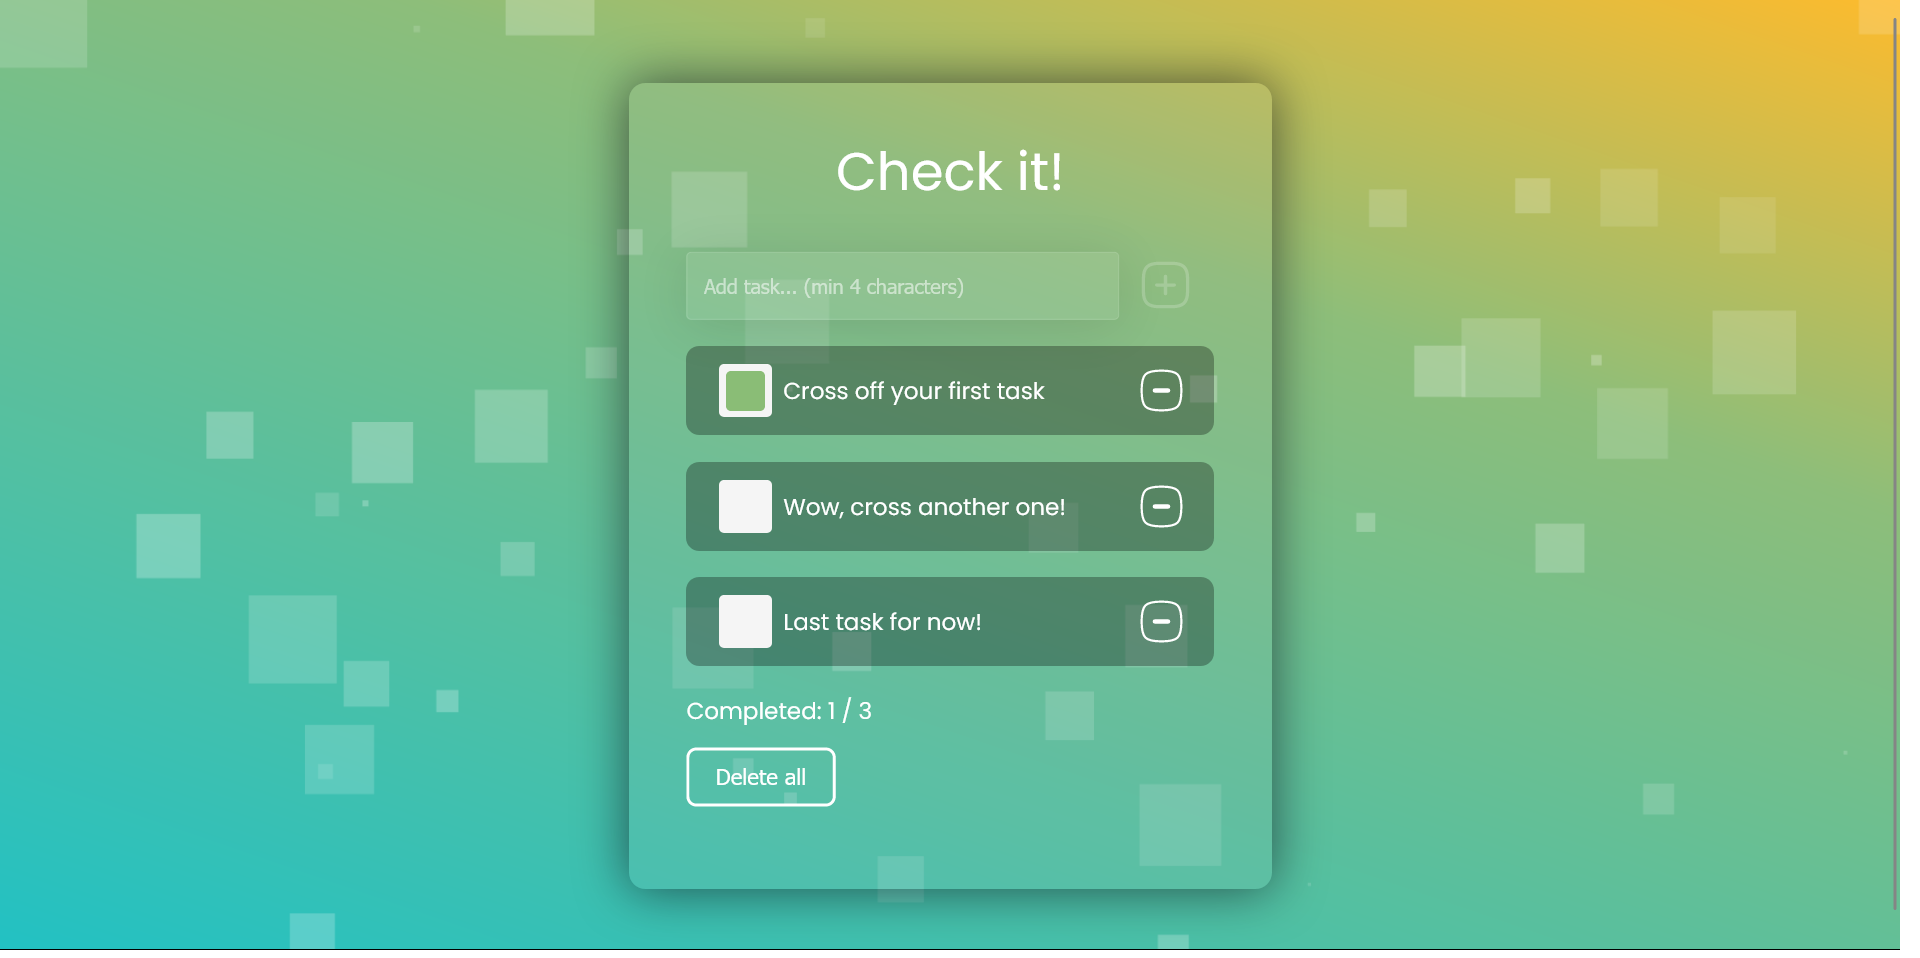 Check it!
Add task... (min 4 characters)
Cross off your first task
Wow, cross another one!
Last task for now!
Completed: 1 / 3
Delete all